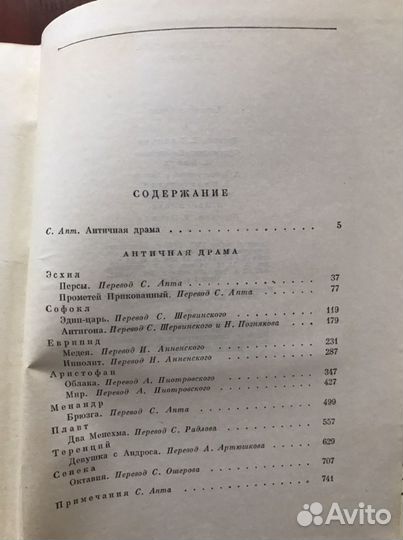 СОДЕРЖАНИЕ
С. Апт. Античная драма 5
АНТИЧНАЯ ДРАМА
Эсхил
Персы. Перевод С. Апта 37
Прометей Прикованный. Перевод С. Апта 77
Софокл
Эдип-царь. Перевод С. Шервинского 119
Антигона. Перевод С. Шервинского и Н. Познякова 179
Еврипид
Медея. Перевод И. Анненского 231
Ипполит. Перевод И. Анненского 287
Аристофан
Облака. Перевод А. Пиотровского 347
Мир. Перевод А. Пиотровского 427
Менандр
Брюзга. Перевод С. Апта 499
Плавт
Два Менехма. Перевод С. Радлова 557
Теренций
Девушка с Андроса. Перевод А. Артюшкова 629
Сенека
Октавия. Перевод С. Ошерова 707
Примечания С. Апта 741
Avito